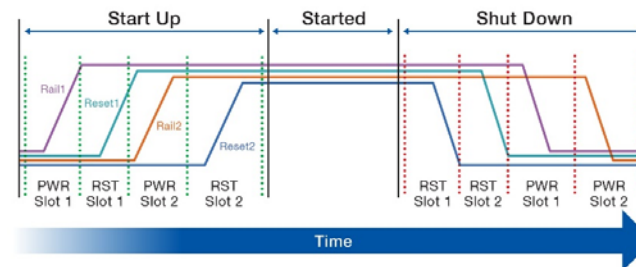 Start Up
Started
Shut Down
Rail1
Reset1
Rail2
Reset2
PWR
Slot 1
RST
Slot 1
PWR
Slot 2
RST
Slot 2
RST
Slot 1
RST
Slot 2
PWR
Slot 1
PWR
Slot 2
Time